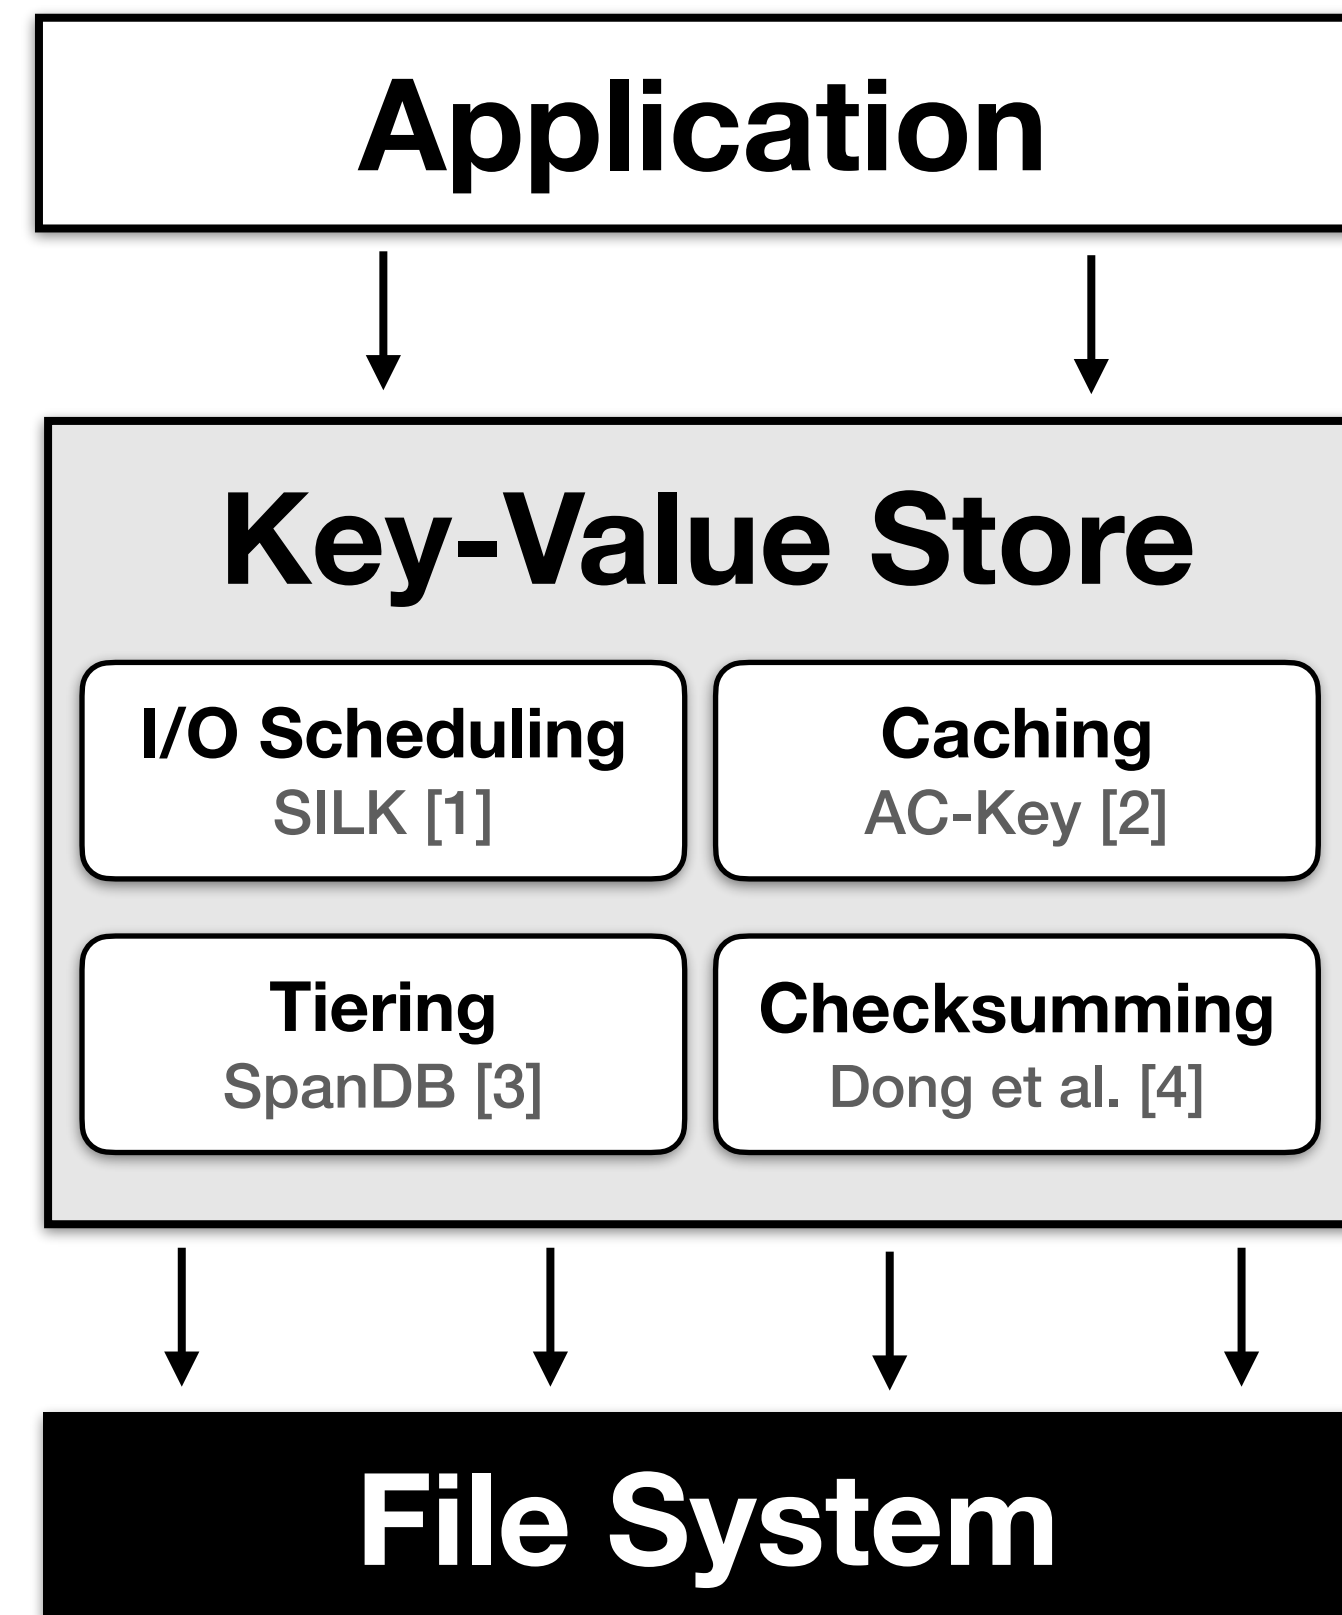 Application
Key-Value Store
I/O Scheduling
SILK [1]
Caching
AC-Key [2]
Tiering
SpanDB [3]
Checksumming
Dong et al. [4]
File System